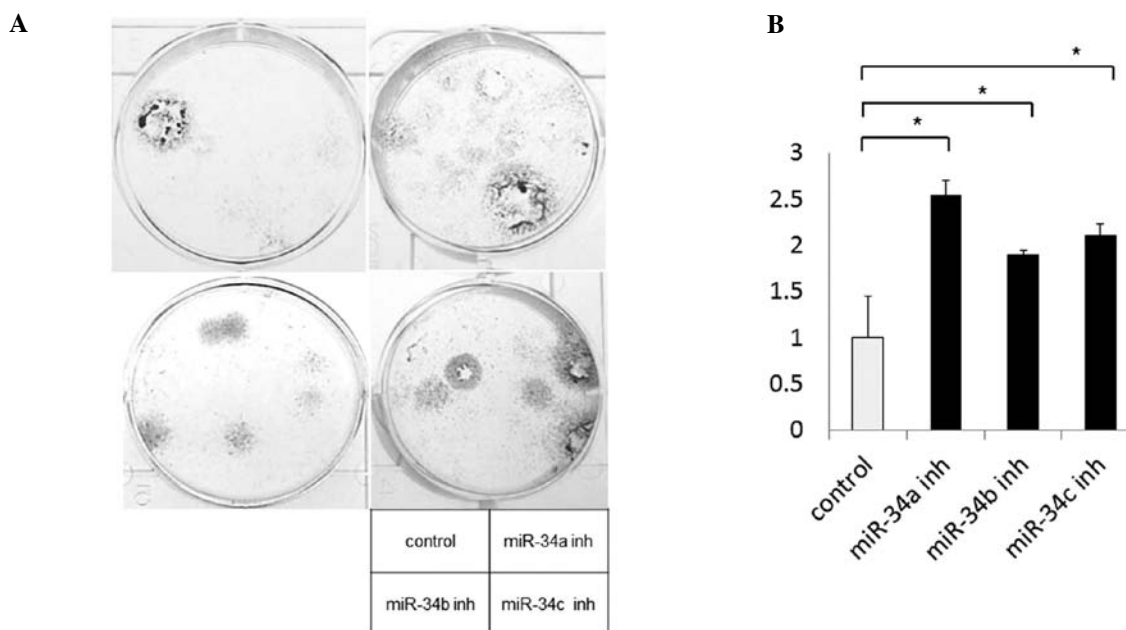 A
B
*
*
*
3
2.5
2
1.5
1
0.5
0
control
miR-34a inh
miR-34b inh
miR-34c inh
control miR-34a inh
miR-34b inh miR-34c inh